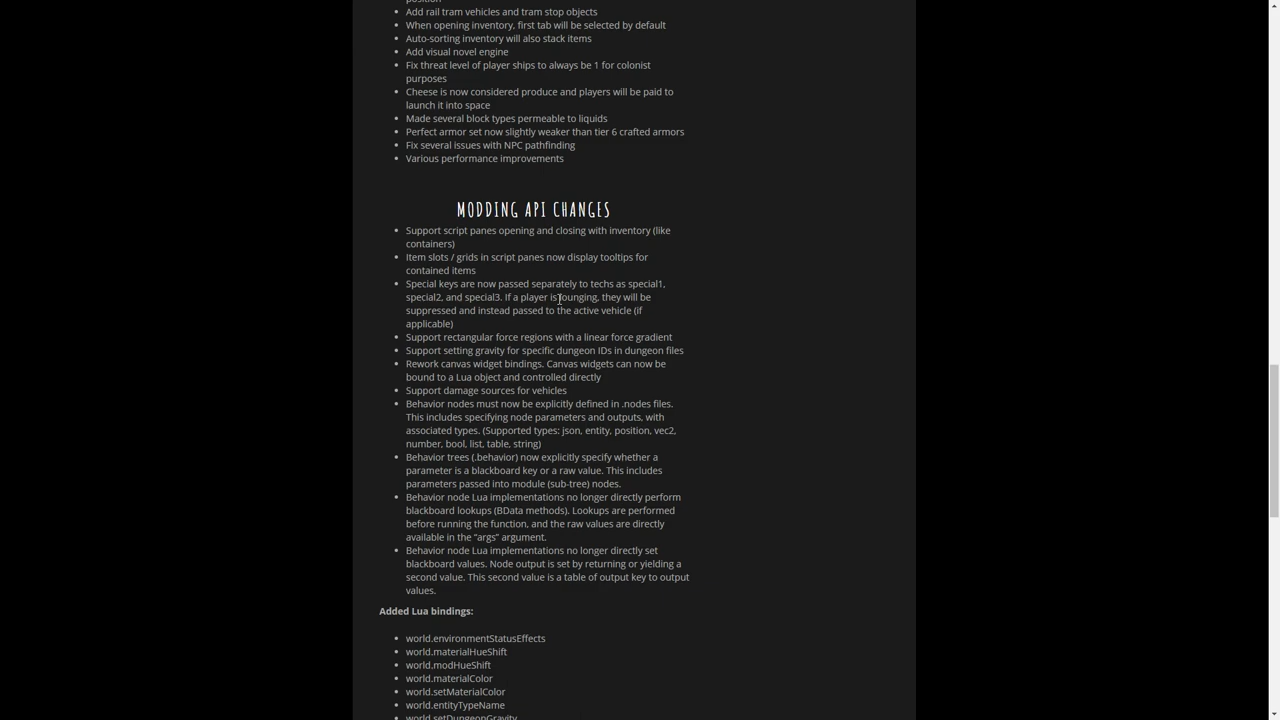 position
Add rail tram vehicles and tram stop objects
When opening inventory, first tab will be selected by default
Auto-sorting inventory will also stack items
Add visual novel engine
Fix threat level of player ships to always be 1 for colonist
purposes
Cheese is now considered produce and players will be paid to
launch it into space
Made several block types permeable to liquids
Perfect armor set now slightly weaker than tier 6 crafted armors
Fix several issues with NPC pathfinding
Various performance improvements
MODDING API CHANGES
Support script panes opening and closing with inventory (like
containers)
Item slots / grids in script panes now display tooltips for
contained items
Special keys are now passed separately to techs as special1,
special2, and special3. If a player is lounging, they will be
suppressed and instead passed to the active vehicle (if
applicable)
Support rectangular force regions with a linear force gradient
Support setting gravity for specific dungeon IDs in dungeon files
Rework canvas widget bindings. Canvas widgets can now be
bound to a Lua object and controlled directly
Support damage sources for vehicles
Behavior nodes must now be explicitly defined in .nodes files.
This includes specifying node parameters and outputs, with
associated types. (Supported types: json, entity, position, vec2,
number, bool, list, table, string)
Behavior trees (.behavior) now explicitly specify whether a
parameter is a blackboard key or a raw value. This includes
parameters passed into module (sub-tree) nodes.
Behavior node Lua implementations no longer directly perform
blackboard lookups (BData methods). Lookups are performed
before running the function, and the raw values are directly
available in the “args” argument.
Behavior node Lua implementations no longer directly set
blackboard values. Node output is set by returning or yielding a
second value. This second value is a table of output key to output
values.
Added Lua bindings:
world.environmentStatusEffects
world.materialHueShift
world.modHueShift
world.materialColor
world.setMaterialColor
world.entityTypeName
world.setDungeonGravity